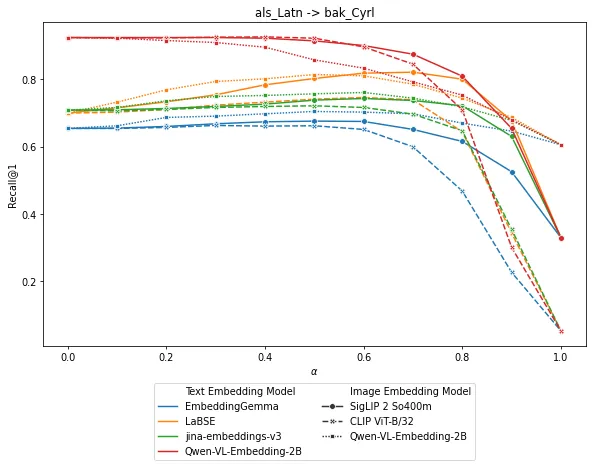 als_Latn -> bak_Cyrl
Recall@1
0.8
0.6
0.4
0.2
0.0 0.2 0.4 0.6 0.8 1.0
α
Text Embedding Model
EmbeddingGemma
LaBSE
jina-embeddings-v3
Qwen-VL-Embedding-2B
Image Embedding Model
SigLIP 2 So400m
CLIP ViT-B/32
Qwen-VL-Embedding-2B